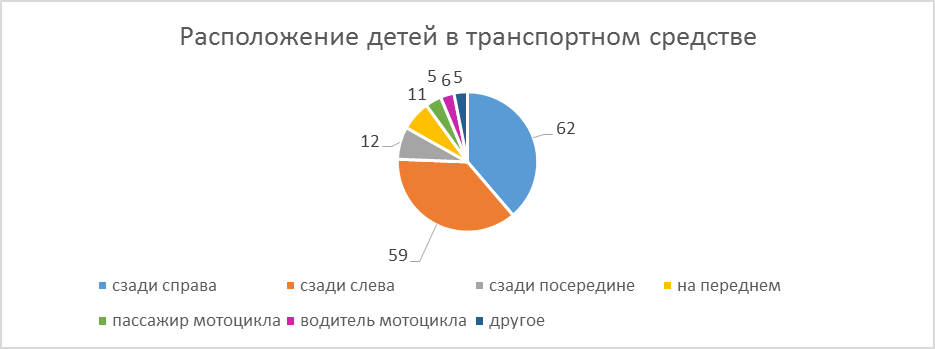 Расположение детей в транспортном средстве
5
6
5
11
62
12
59
сзади справа
сзади слева
сзади посередине
на переднем
пассажир мотоцикла
водитель мотоцикла
другое